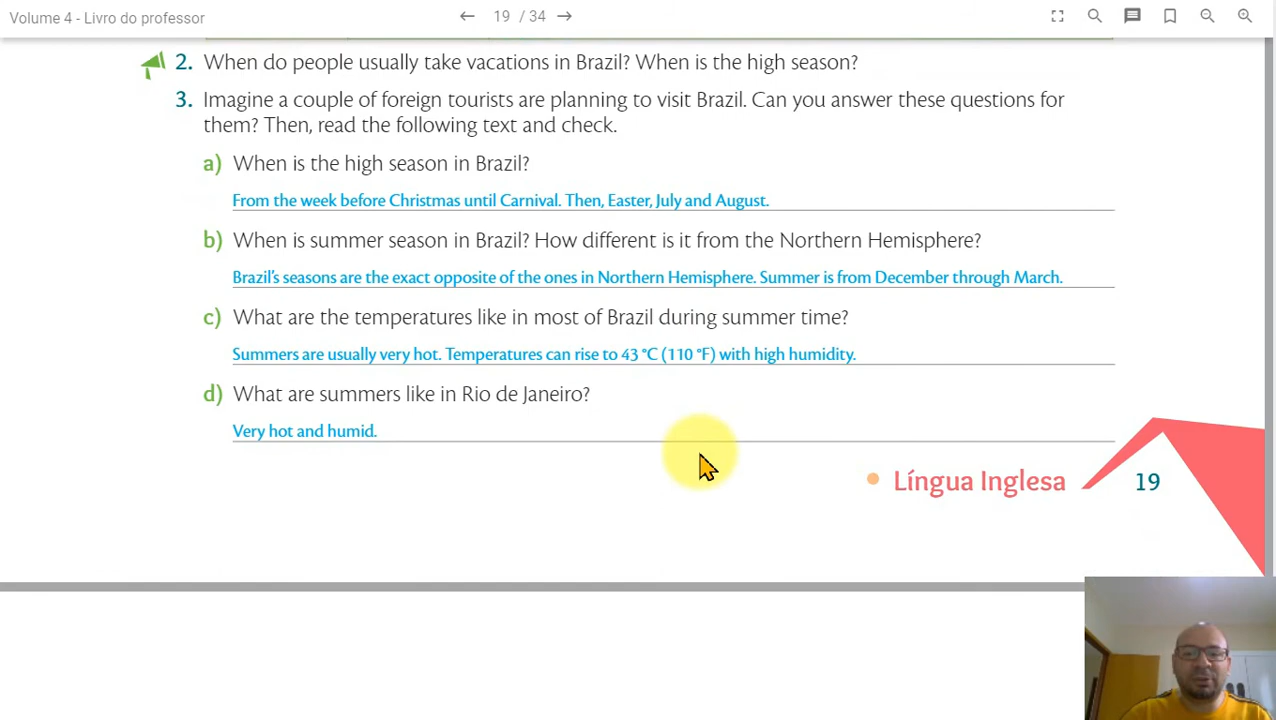 Volume 4 - Livro do professor
19 / 34
2. When do people usually take vacations in Brazil? When is the high season?
3. Imagine a couple of foreign tourists are planning to visit Brazil. Can you answer these questions for
them? Then, read the following text and check.
a) When is the high season in Brazil?
From the week before Christmas until Carnival. Then, Easter, July and August.
b) When is summer season in Brazil? How different is it from the Northern Hemisphere?
Brazil's seasons are the exact opposite of the ones in Northern Hemisphere. Summer is from December through March.
c) What are the temperatures like in most of Brazil during summer time?
Summers are usually very hot. Temperatures can rise to 43 °C (110 °F) with high humidity.
d) What are summers like in Rio de Janeiro?
Very hot and humid.
Língua Inglesa 19